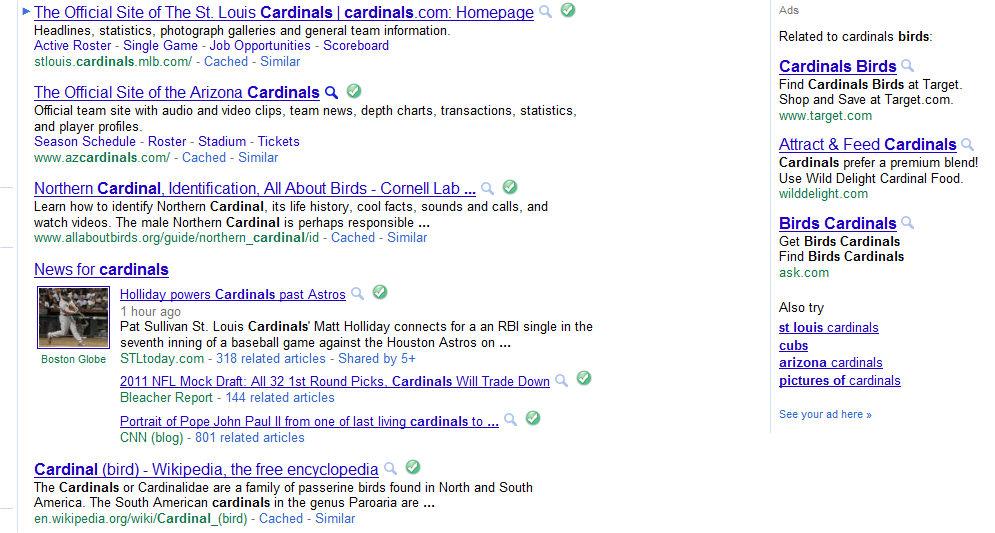 The Official Site of The St. Louis Cardinals | cardinals.com: Homepage
Headlines, statistics, photograph galleries and general team information.
Active Roster - Single Game - Job Opportunities - Scoreboard
stlouis.cardinals.mlb.com/ - Cached - Similar
The Official Site of the Arizona Cardinals
Official team site with audio and video clips, team news, depth charts, transactions, statistics,
and player profiles.
Season Schedule - Roster - Stadium - Tickets
www.azcardinals.com/ - Cached - Similar
Northern Cardinal, Identification, All About Birds - Cornell Lab ...
Learn how to identify Northern Cardinal, its life history, cool facts, sounds and calls, and
watch videos. The male Northern Cardinal is perhaps responsible ...
www.allaboutbirds.org/guide/northern_cardinal/id - Cached - Similar
News for cardinals
Boston Globe
Holliday powers Cardinals past Astros
1 hour ago
Pat Sullivan St. Louis Cardinals' Matt Holliday connects for a an RBI single in the
seventh inning of a baseball game against the Houston Astros on ...
STLtoday.com - 318 related articles - Shared by 5+
2011 NFL Mock Draft: All 32 1st Round Picks, Cardinals Will Trade Down
Bleacher Report - 144 related articles
Portrait of Pope John Paul II from one of last living cardinals to ...
CNN (blog) - 801 related articles
Cardinal (bird) - Wikipedia, the free encyclopedia
The Cardinals or Cardinalidae are a family of passerine birds found in North and South
America. The South American cardinals in the genus Paroaria are ...
en.wikipedia.org/wiki/Cardinal_(bird) - Cached - Similar
Ads
Related to cardinals birds:
Cardinals Birds
Find Cardinals Birds at Target.
Shop and Save at Target.com.
www.target.com
Attract & Feed Cardinals
Cardinals prefer a premium blend!
Use Wild Delight Cardinal Food.
wilddelight.com
Birds Cardinals
Get Birds Cardinals
Find Birds Cardinals
ask.com
Also try
st louis cardinals
cubs
arizona cardinals
pictures of cardinals
See your ad here »